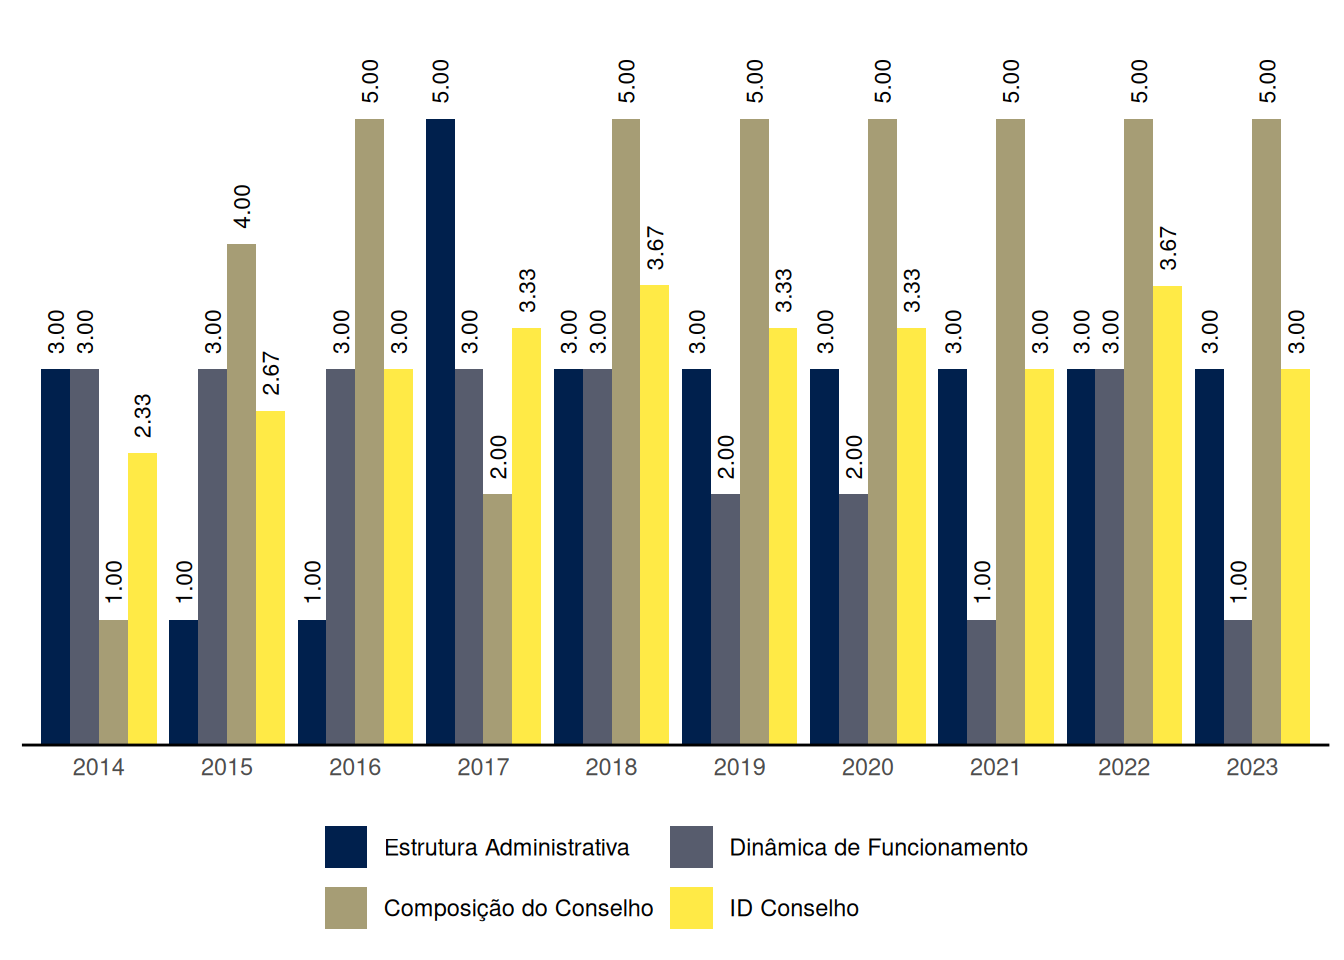 3.00 3.00 1.00 2.33
1.00 3.00 4.00 2.67
1.00 3.00 5.00 3.00
5.00 3.00 2.00 3.33
3.00 3.00 5.00 3.67
3.00 2.00 5.00 3.33
3.00 2.00 5.00 3.33
3.00 1.00 5.00 3.00
3.00 3.00 5.00 3.67
3.00 1.00 5.00 3.00
2014 2015 2016 2017 2018 2019 2020 2021 2022 2023
Estrutura Administrativa Dinâmica de Funcionamento
Composição do Conselho ID Conselho